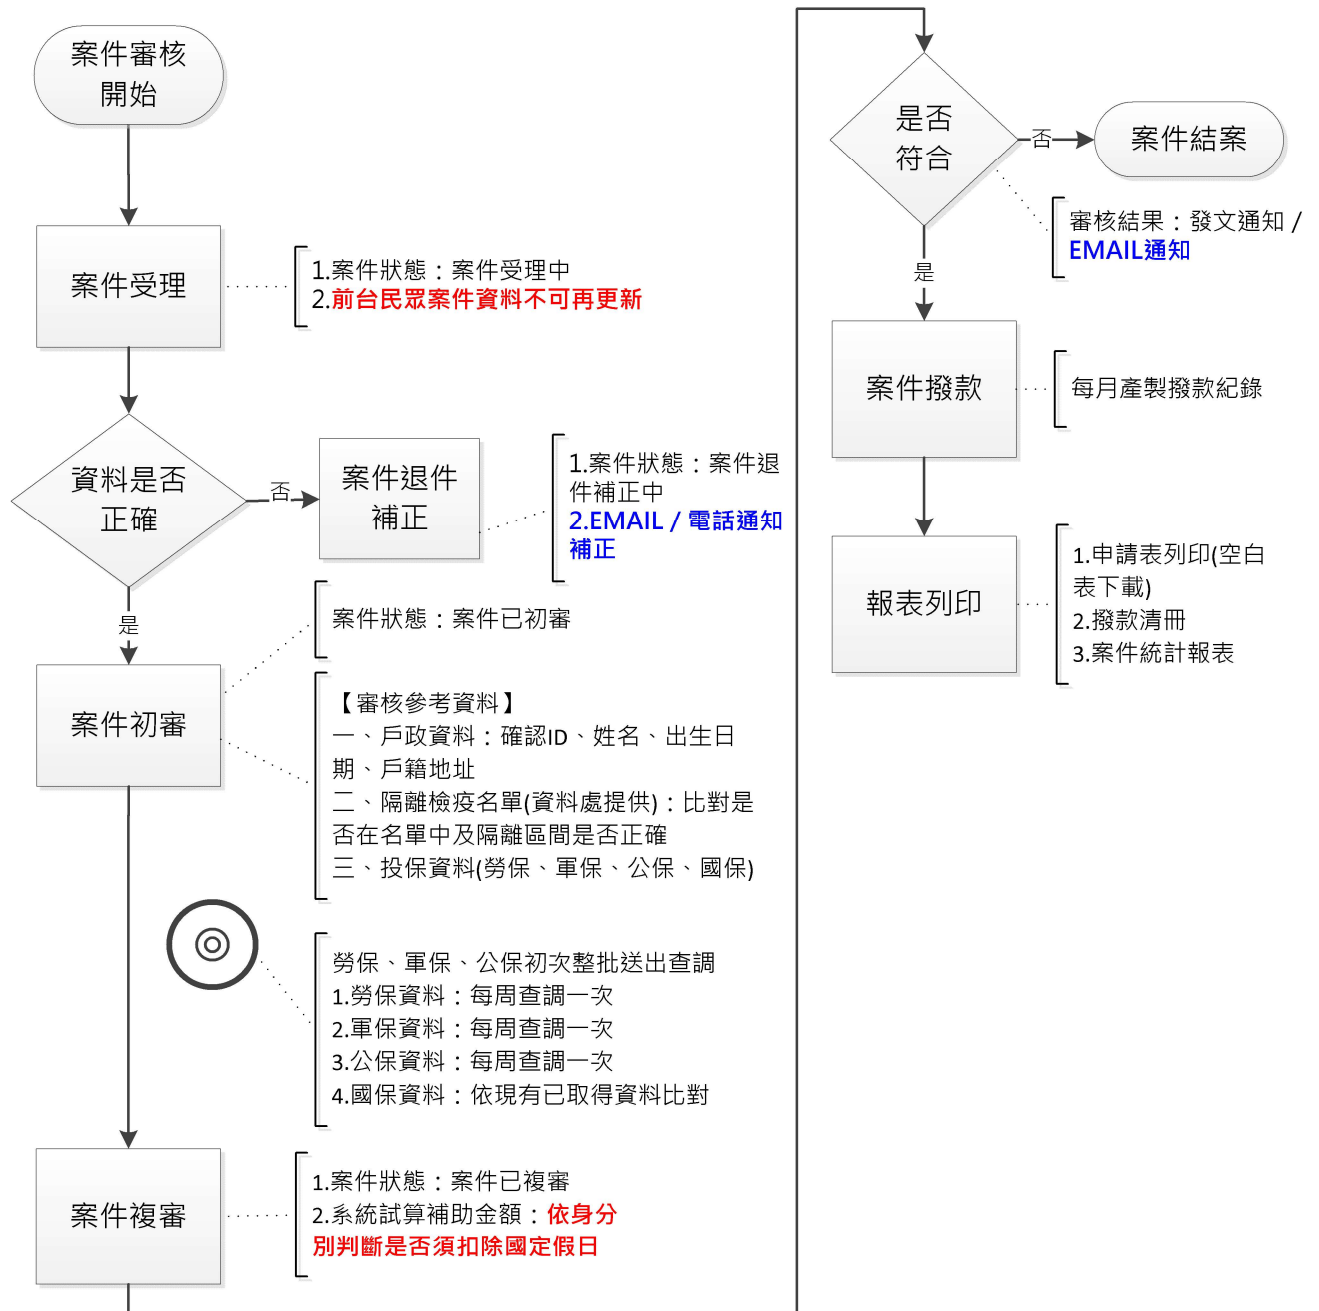 案件審核
開始
案件受理
1.案件狀態：案件受理中
2.前台民眾案件資料不可再更新
資料是否
正確
否
案件退件
補正
1.案件狀態：案件退
件補正中
2.EMAIL / 電話通知
補正
是
案件狀態：案件已初審
案件初審
【審核參考資料】
一、戶政資料：確認ID、姓名、出生日
期、戶籍地址
二、隔離檢疫名單(資料處提供)：比對是
否在名單中及隔離區間是否正確
三、投保資料(勞保、軍保、公保、國保)
勞保、軍保、公保初次整批送出查調
1.勞保資料：每周查調一次
2.軍保資料：每周查調一次
3.公保資料：每周查調一次
4.國保資料：依現有已取得資料比對
案件複審
1.案件狀態：案件已複審
2.系統試算補助金額：依身分
別判斷是否須扣除國定假日
是否
符合
否
案件結案
審核結果：發文通知 /
EMAIL通知
是
案件撥款
每月產製撥款紀錄
報表列印
1.申請表列印(空白
表下載)
2.撥款清冊
3.案件統計報表